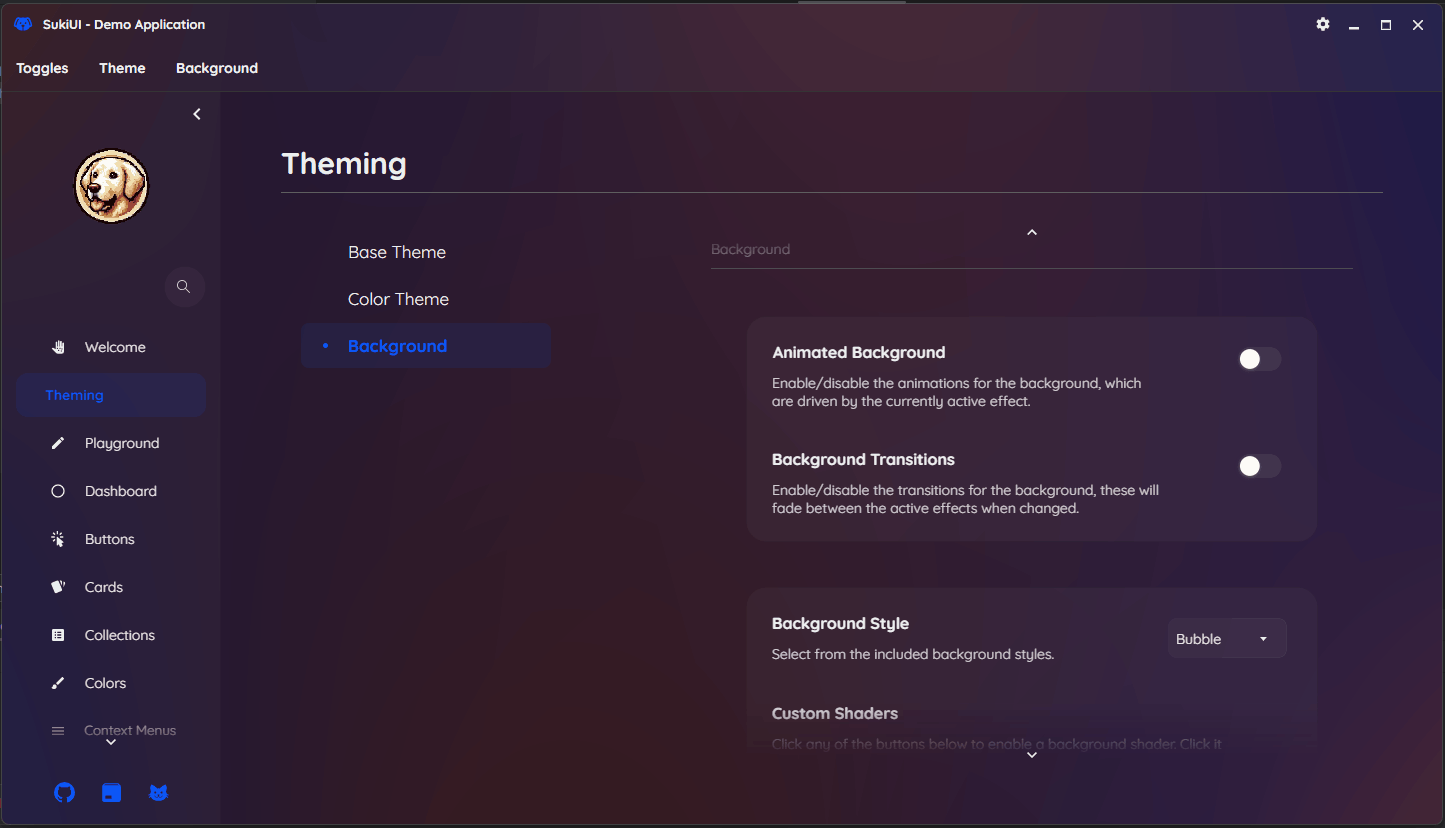 SukiUI - Demo Application
Toggles
Theme
Background
Theming
Base Theme
Color Theme
Background
Welcome
Theming
Playground
Dashboard
Buttons
Cards
Collections
Colors
Context Menus
Background
Animated Background
Enable/disable the animations for the background, which
are driven by the currently active effect.
Background Transitions
Enable/disable the transitions for the background, these will
fade between the active effects when changed.
Background Style
Select from the included background styles.
Bubble
Custom Shaders
Click any of the buttons below to enable a background shader. Click it